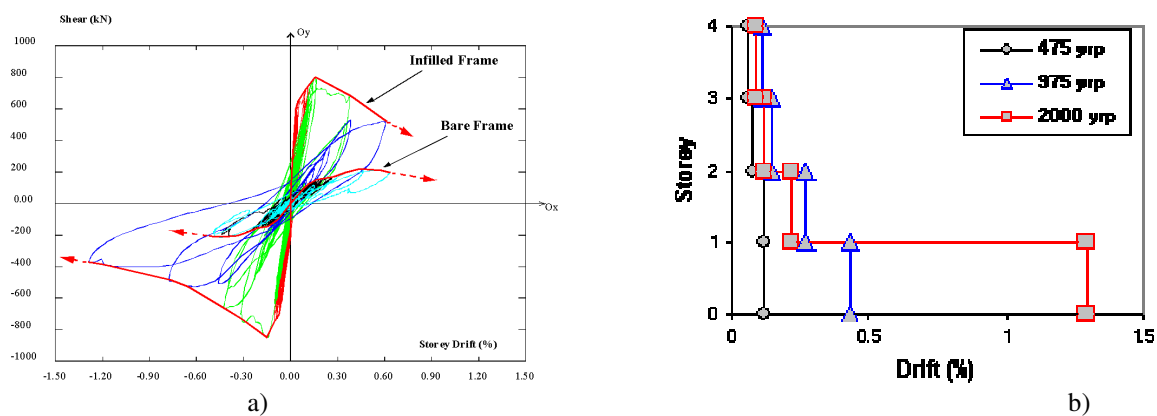 Shear (kN)
Oy
1000
800
600
400
200
0.00
-200
-400
-600
-800
-1000
Infilled Frame
Bare Frame
Ox
Storey Drift (%)
-1.50 -1.20 -0.90 -0.60 -0.30 0.00 0.30 0.60 0.90 1.20 1.50
a)
Storey
4
3
2
1
0
475 yrp
975 yrp
2000 yrp
0 0.5 1 1.5
Drift (%)
b)